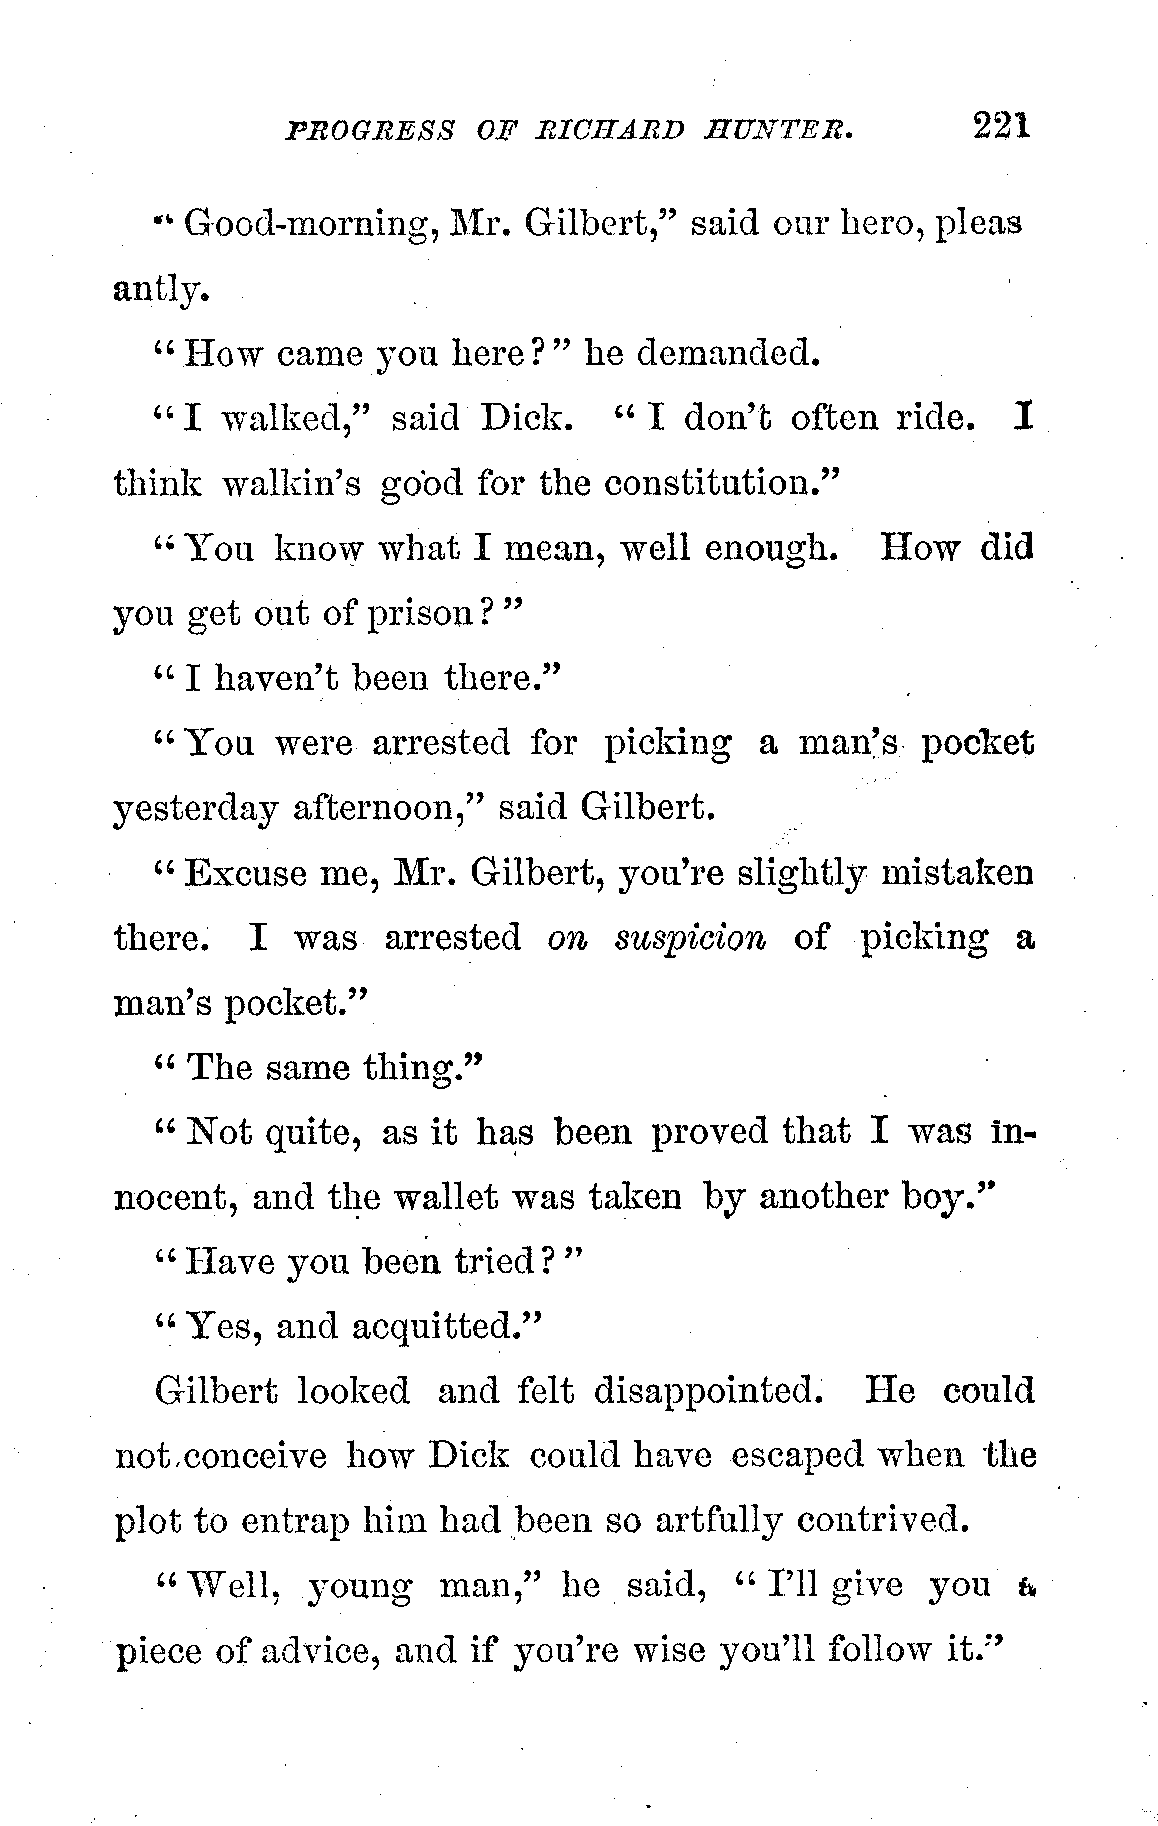 PROGRESS OF RICHARD HUNTER. 221
“Good-morning, Mr. Gilbert,” said our hero, pleas
antly.
“How came you here?” he demanded.
“I walked,” said Dick. “I don’t often ride. I
think walkin’s good for the constitution.”
“You know what I mean, well enough. How did
you get out of prison?”
“I haven’t been there.”
“You were arrested for picking a man’s pocket
yesterday afternoon,” said Gilbert.
“Excuse me, Mr. Gilbert, you’re slightly mistaken
there. I was arrested on suspicion of picking a
man’s pocket.”
“The same thing.”
“Not quite, as it has been proved that I was in-
nocent, and the wallet was taken by another boy.”
“Have you been tried?”
“Yes, and acquitted.”
Gilbert looked and felt disappointed. He could
not conceive how Dick could have escaped when the
plot to entrap him had been so artfully contrived.
“Well, young man,” he said, “I’ll give you a
piece of advice, and if you’re wise you’ll follow it.”